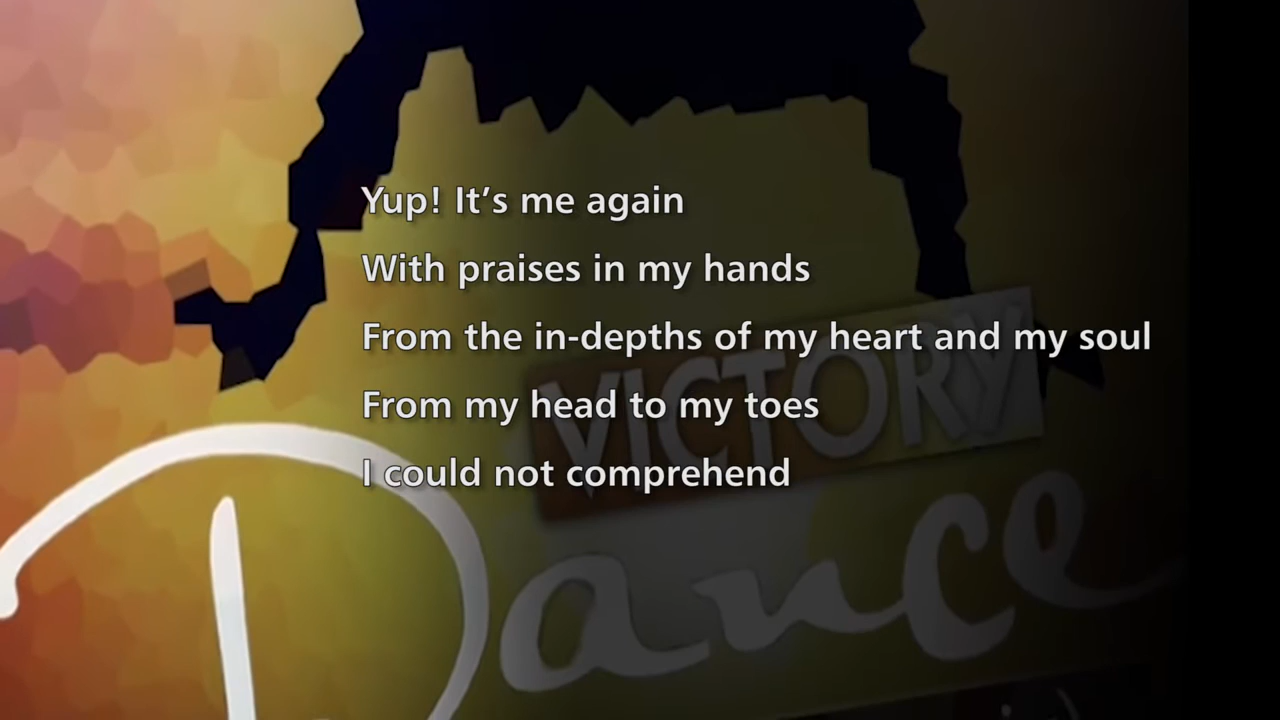 Yup! It’s me again
With praises in my hands
From the in-depths of my heart and my soul
From my head to my toes
I could not comprehend
VICTORY
Dance